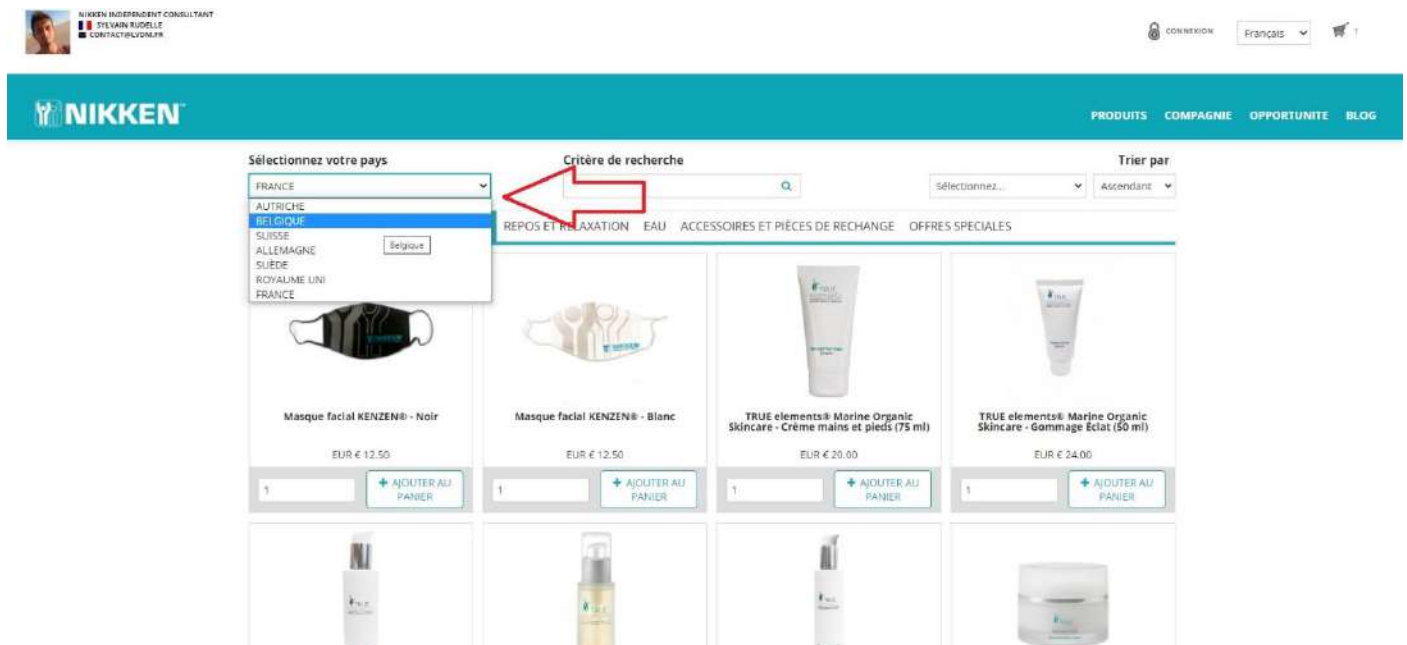 NIKKEN INDEPENDENT CONSULTANT
SYLVAIN RUDELLE
CONTACT@LVDM.FR
CONNEXION
Français
1
NIKKEN™
PRODUITS COMPAGNIE OPPORTUNITE BLOG
Sélectionnez votre pays
Critère de recherche
Trier par
FRANCE
Sélectionnez...
Ascendant
AUTRICHE
BELGIQUE
SUISSE
ALLEMAGNE
SUÈDE
ROYAUME UNI
FRANCE
Belgique
REPOS ET RELAXATION EAU ACCESSOIRES ET PIÈCES DE RECHANGE OFFRES SPECIALES
TRUE
TRUE
Masque facial KENZEN® - Noir
Masque facial KENZEN® - Blanc
TRUE elements® Marine Organic
Skincare - Crème mains et pieds (75 ml)
TRUE elements® Marine Organic
Skincare - Gommage Éclat (50 ml)
EUR € 12.50
EUR € 12.50
EUR € 20.00
EUR € 24.00
1
+ AJOUTER AU
PANIER
1
+ AJOUTER AU
PANIER
1
+ AJOUTER AU
PANIER
1
+ AJOUTER AU
PANIER